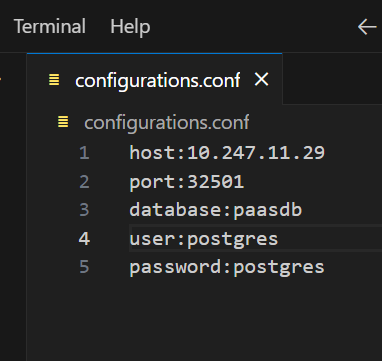 Terminal Help
configurations.conf
configurations.conf
1 host:10.247.11.29
2 port:32501
3 database:paasdb
4 user:postgres
5 password:postgres